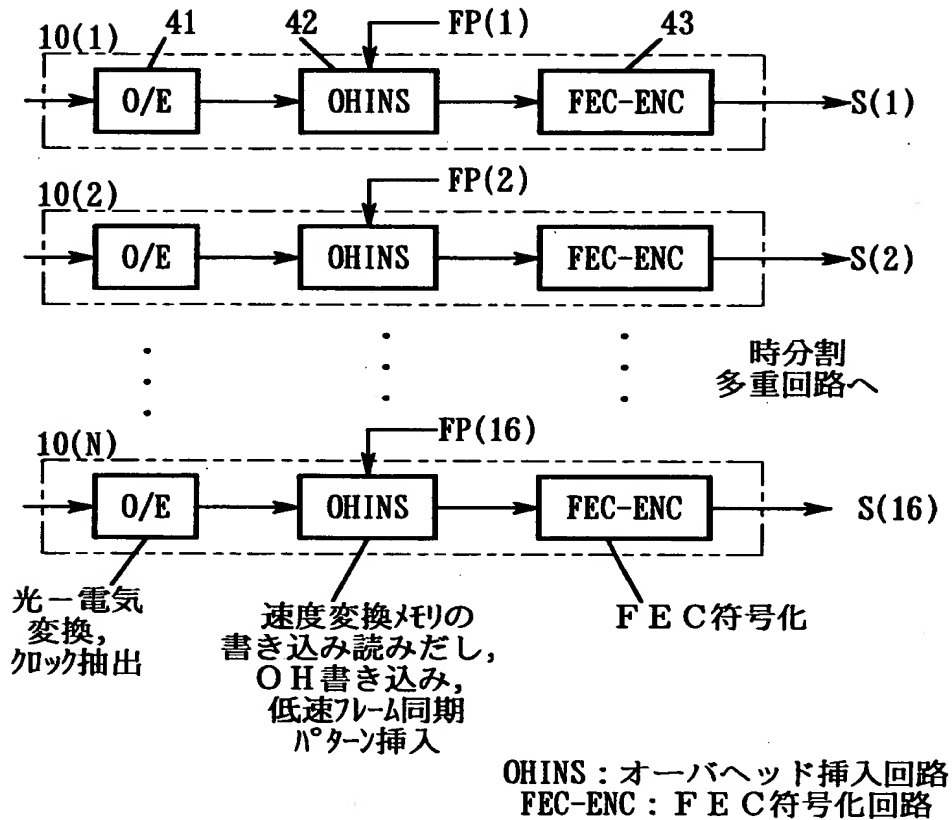 10(1)
41
42
FP(1)
43
O/E
OHINS
FEC-ENC
S(1)
10(2)
FP(2)
O/E
OHINS
FEC-ENC
S(2)
時分割
多重回路へ
10(N)
FP(16)
O/E
OHINS
FEC-ENC
S(16)
光－電気
変換,
ｸﾛｯｸ抽出
速度変換ﾒﾓﾘの
書き込み読みだし,
ＯＨ書き込み,
低速ﾌﾚｰﾑ同期
ﾊﾟﾀｰﾝ挿入
ＦＥＣ符号化
OHINS：オーバヘッド挿入回路
FEC-ENC：ＦＥＣ符号化回路